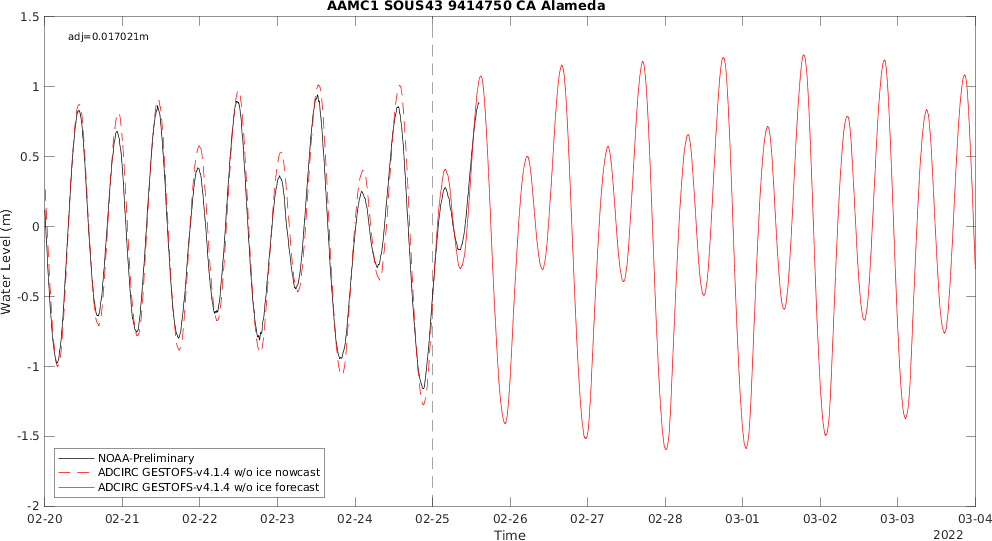 AAMC1 SOUS43 9414750 CA Alameda
adj=0.017021m
Water Level (m)
1.5
1
0.5
0
-0.5
-1
-1.5
-2
NOAA-Preliminary
ADCIRC GESTOFS-v4.1.4 w/o ice nowcast
ADCIRC GESTOFS-v4.1.4 w/o ice forecast
02-20 02-21 02-22 02-23 02-24 02-25 02-26 02-27 02-28 03-01 03-02 03-03 03-04
Time
2022